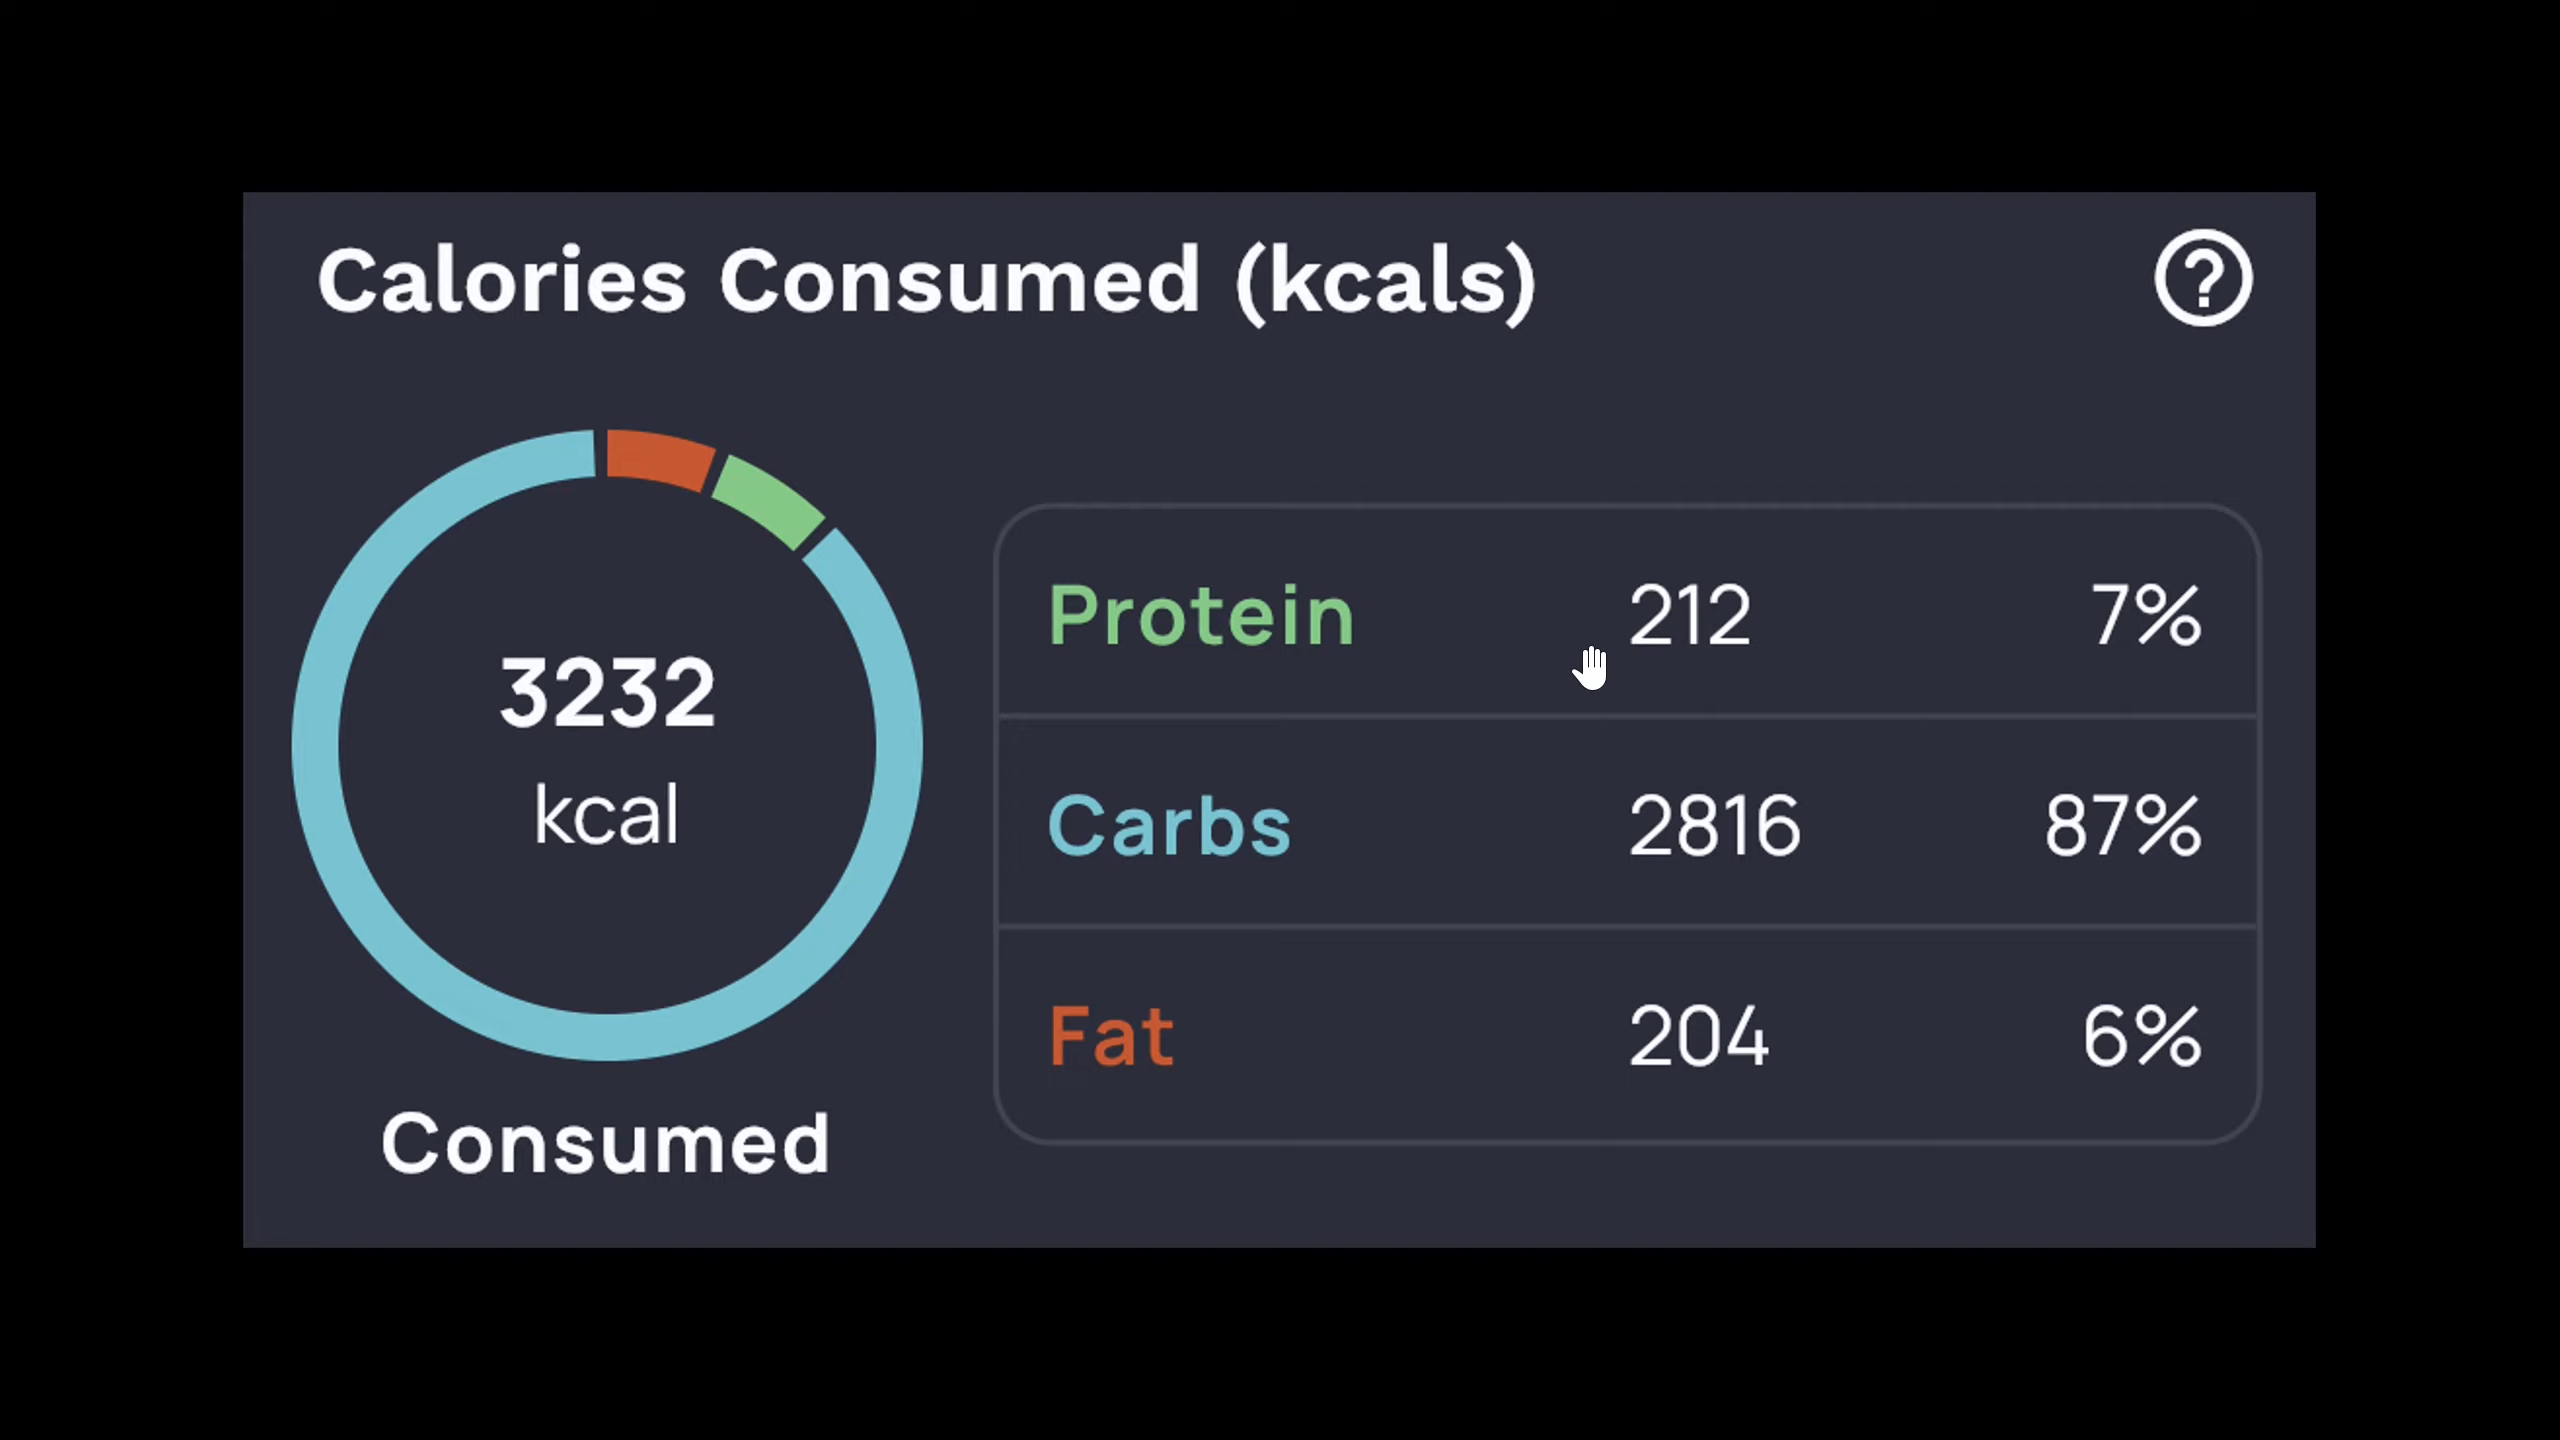 Calories Consumed (kcals)
?
3232
kcal
Consumed
Protein 212 7%
Carbs 2816 87%
Fat 204 6%